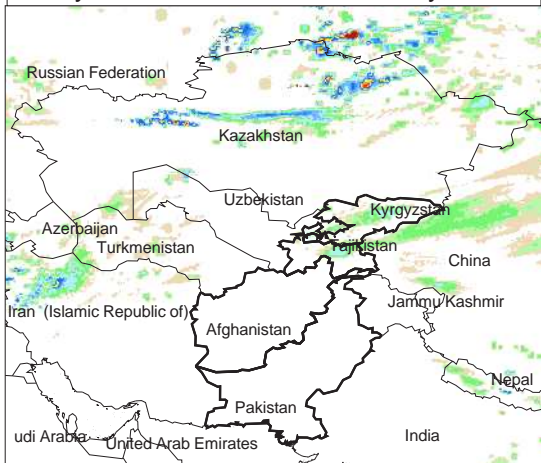 Russian Federation
Kazakhstan
Uzbekistan
Kyrgyzstan
Azerbaijan
Turkmenistan
Tajikistan
China
Jammu/Kashmir
Iran (Islamic Republic of)
Afghanistan
Nepal
Pakistan
udi Arabia
United Arab Emirates
India